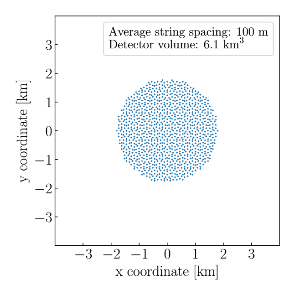 Average string spacing: 100 m
Detector volume: 6.1 km³
3
2
1
0
−1
−2
−3
y coordinate [km]
−3 −2 −1 0 1 2 3
x coordinate [km]